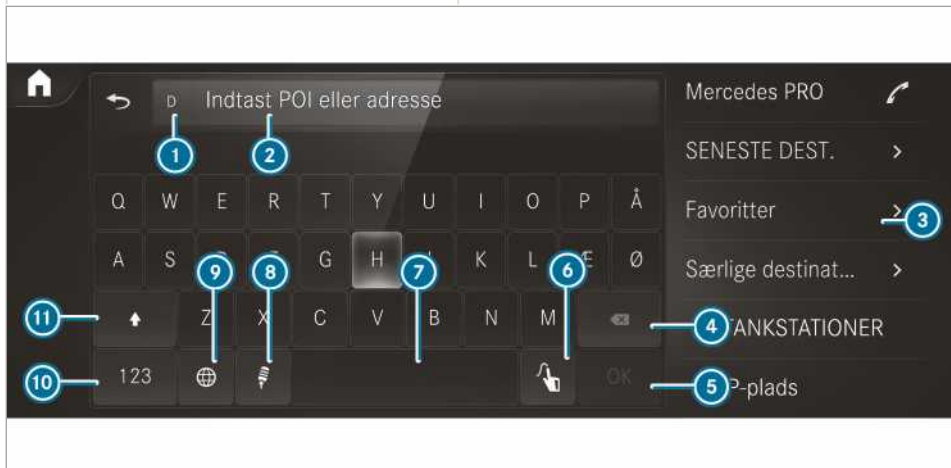 D Indtast POI eller adresse
1 2
Q W E R T Y U I O P Å
A S G H K L Æ Ø
9 8 7 6
11 Z X C V B N M
10 123 OK
Mercedes PRO
SENESTE DEST.
Favoritter 3
Særlige destinat...
4 TANKSTATIONER
5 P-plads